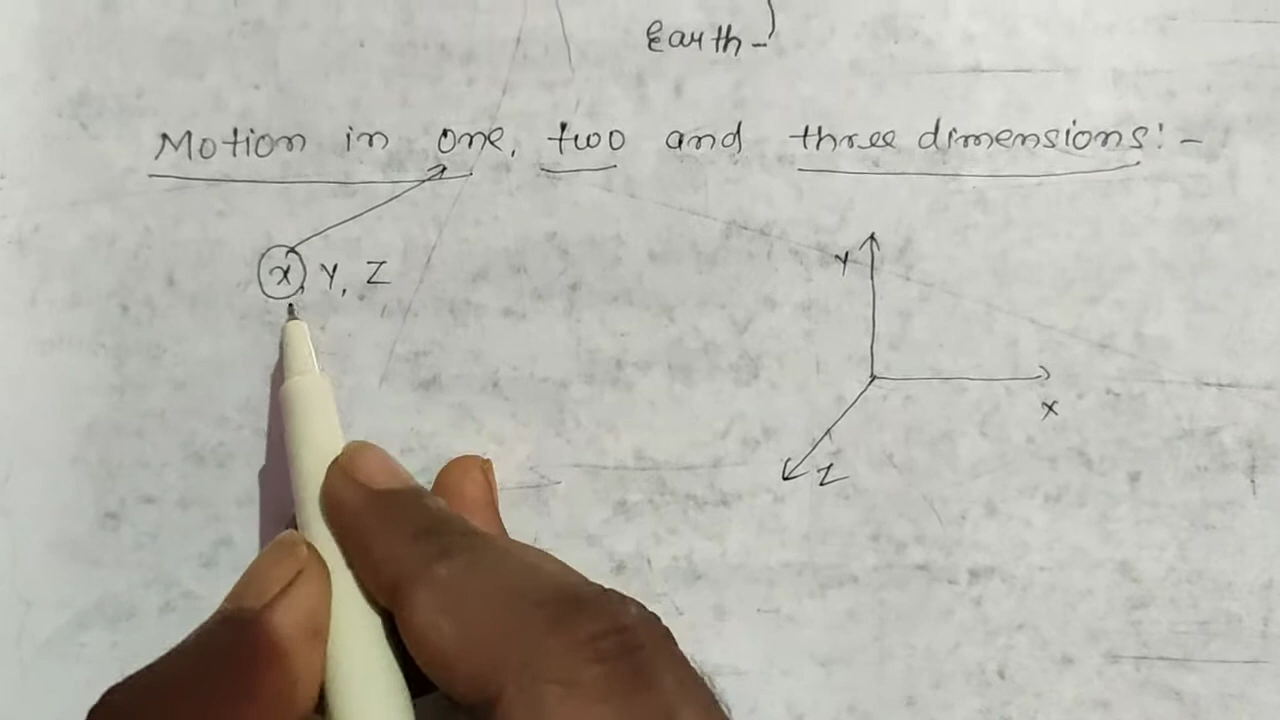 Earth-
Motion in one, two and three dimensions:-
x, Y, Z
Y
x
Z